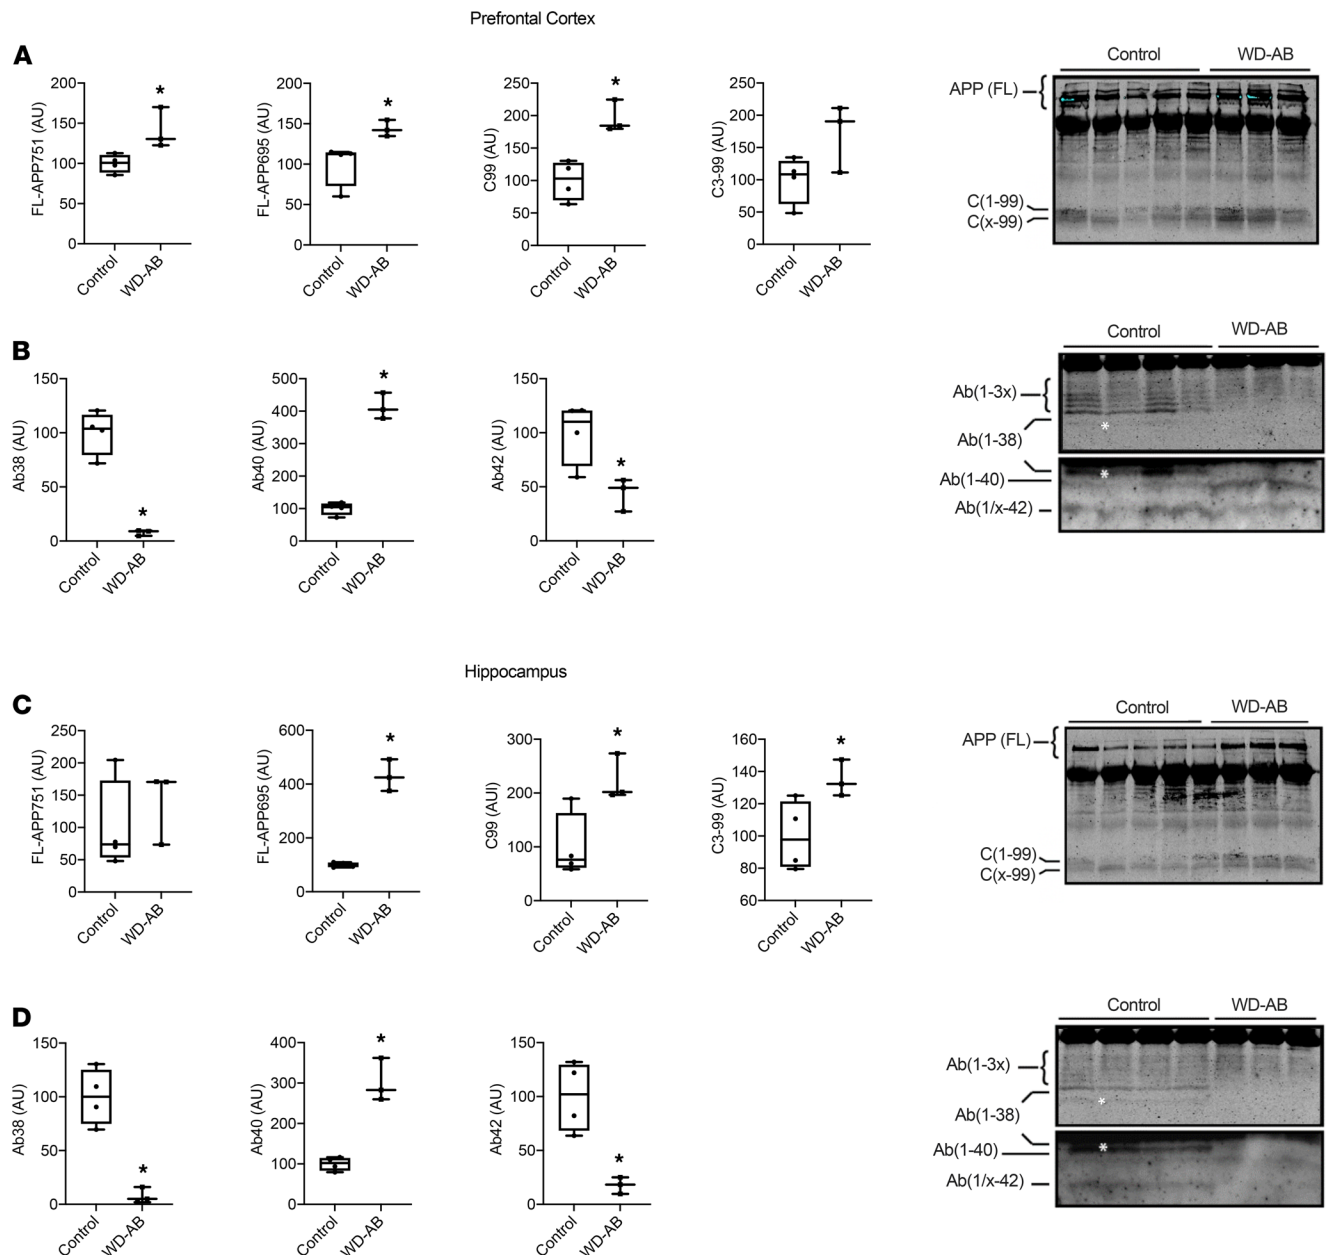 Prefrontal Cortex
A
FL-APP751 (AU)
200
150
100
50
0
*
Control
WD-AB
FL-APP695 (AU)
200
150
100
50
0
*
Control
WD-AB
C99 (AU)
250
200
150
100
50
0
*
Control
WD-AB
C3-99 (AU)
250
200
150
100
50
0
Control
WD-AB
Control WD-AB
APP (FL)
C(1-99)
C(x-99)
B
Ab38 (AU)
150
100
50
0
*
Control
WD-AB
Ab40 (AU)
500
400
300
200
100
0
*
Control
WD-AB
Ab42 (AU)
150
100
50
0
*
Control
WD-AB
Control WD-AB
Ab(1-3x)
*
Ab(1-38)
*
Ab(1-40)
Ab(1/x-42)
Hippocampus
C
FL-APP751 (AU)
250
200
150
100
50
0
Control
WD-AB
FL-APP695 (AU)
600
400
200
0
*
Control
WD-AB
C99 (AUI)
300
200
100
0
*
Control
WD-AB
C3-99 (AU)
160
140
120
100
80
60
*
Control
WD-AB
Control WD-AB
APP (FL)
C(1-99)
C(x-99)
D
Ab38 (AU)
150
100
50
0
*
Control
WD-AB
Ab40 (AU)
400
300
200
100
0
*
Control
WD-AB
Ab42 (AU)
150
100
50
0
*
Control
WD-AB
Control WD-AB
Ab(1-3x)
*
Ab(1-38)
*
Ab(1-40)
Ab(1/x-42)